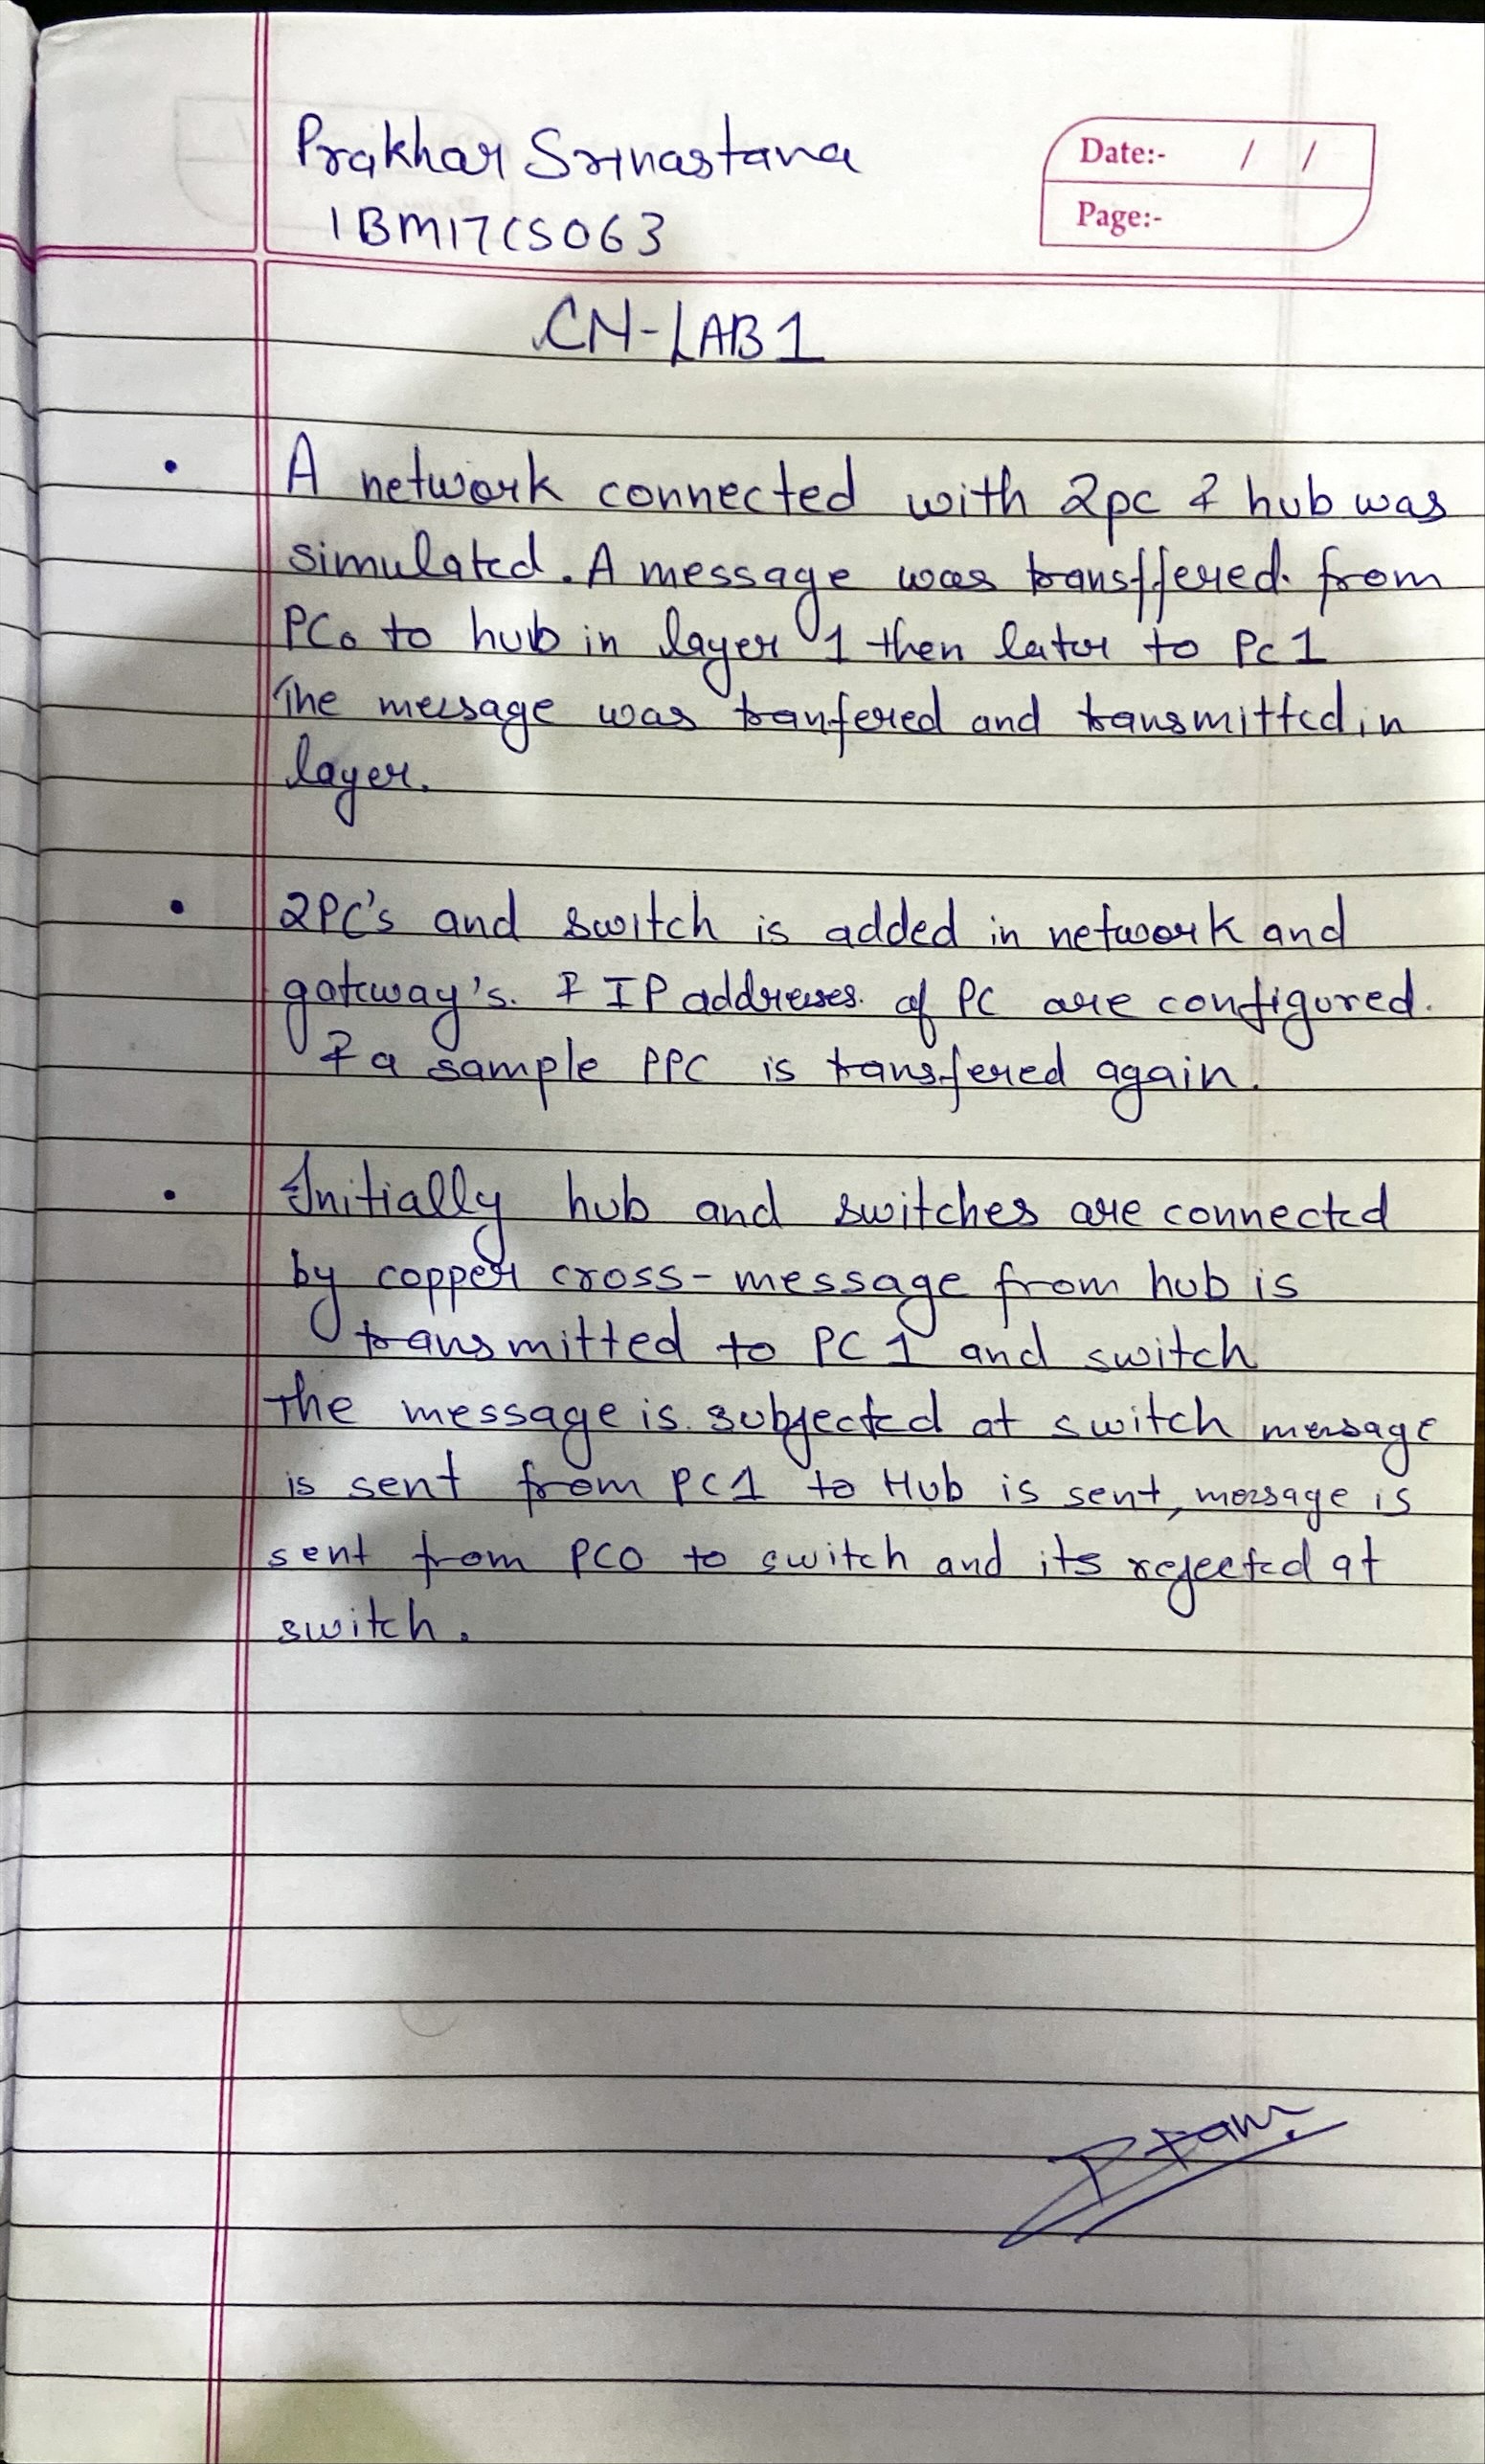 Prakhar Srivastava
1BM17CS063
Date:- / /
Page:-
CN-LAB 1
• A network connected with 2pc & hub was
simulated. A message was transffered from
PC0 to hub in layer 1 then later to Pc 1
The message was tranfered and transmitted in
layer.
• 2PC's and switch is added in network and
gateway's. & IP addresses of PC are configured.
& a sample PPC is transfered again.
• Initially hub and switches are connected
by copper cross-message from hub is
transmitted to PC 1 and switch
the message is subjected at switch message
is sent from PC1 to Hub is sent, message is
sent from PC0 to switch and its rejected at
switch.